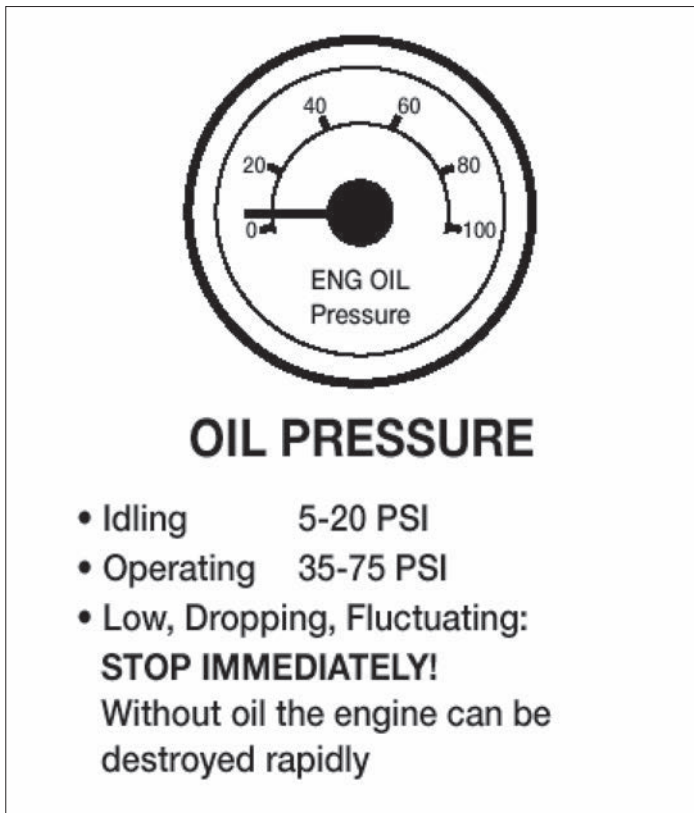 40 60
20 80
0 100
ENG OIL
Pressure
OIL PRESSURE
• Idling 5-20 PSI
• Operating 35-75 PSI
• Low, Dropping, Fluctuating:
STOP IMMEDIATELY!
Without oil the engine can be
destroyed rapidly